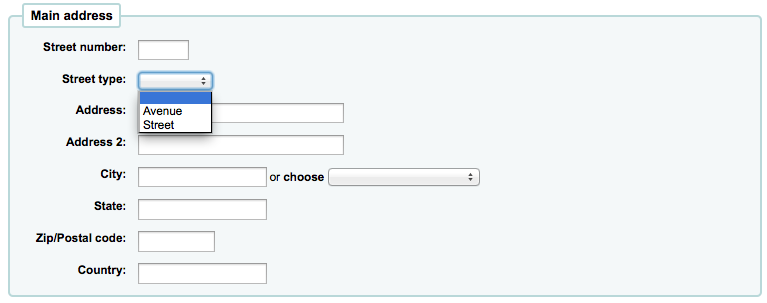 Main address
Street number:
Street type:
Avenue
Street
Address:
Address 2:
City: or choose
State:
Zip/Postal code:
Country: